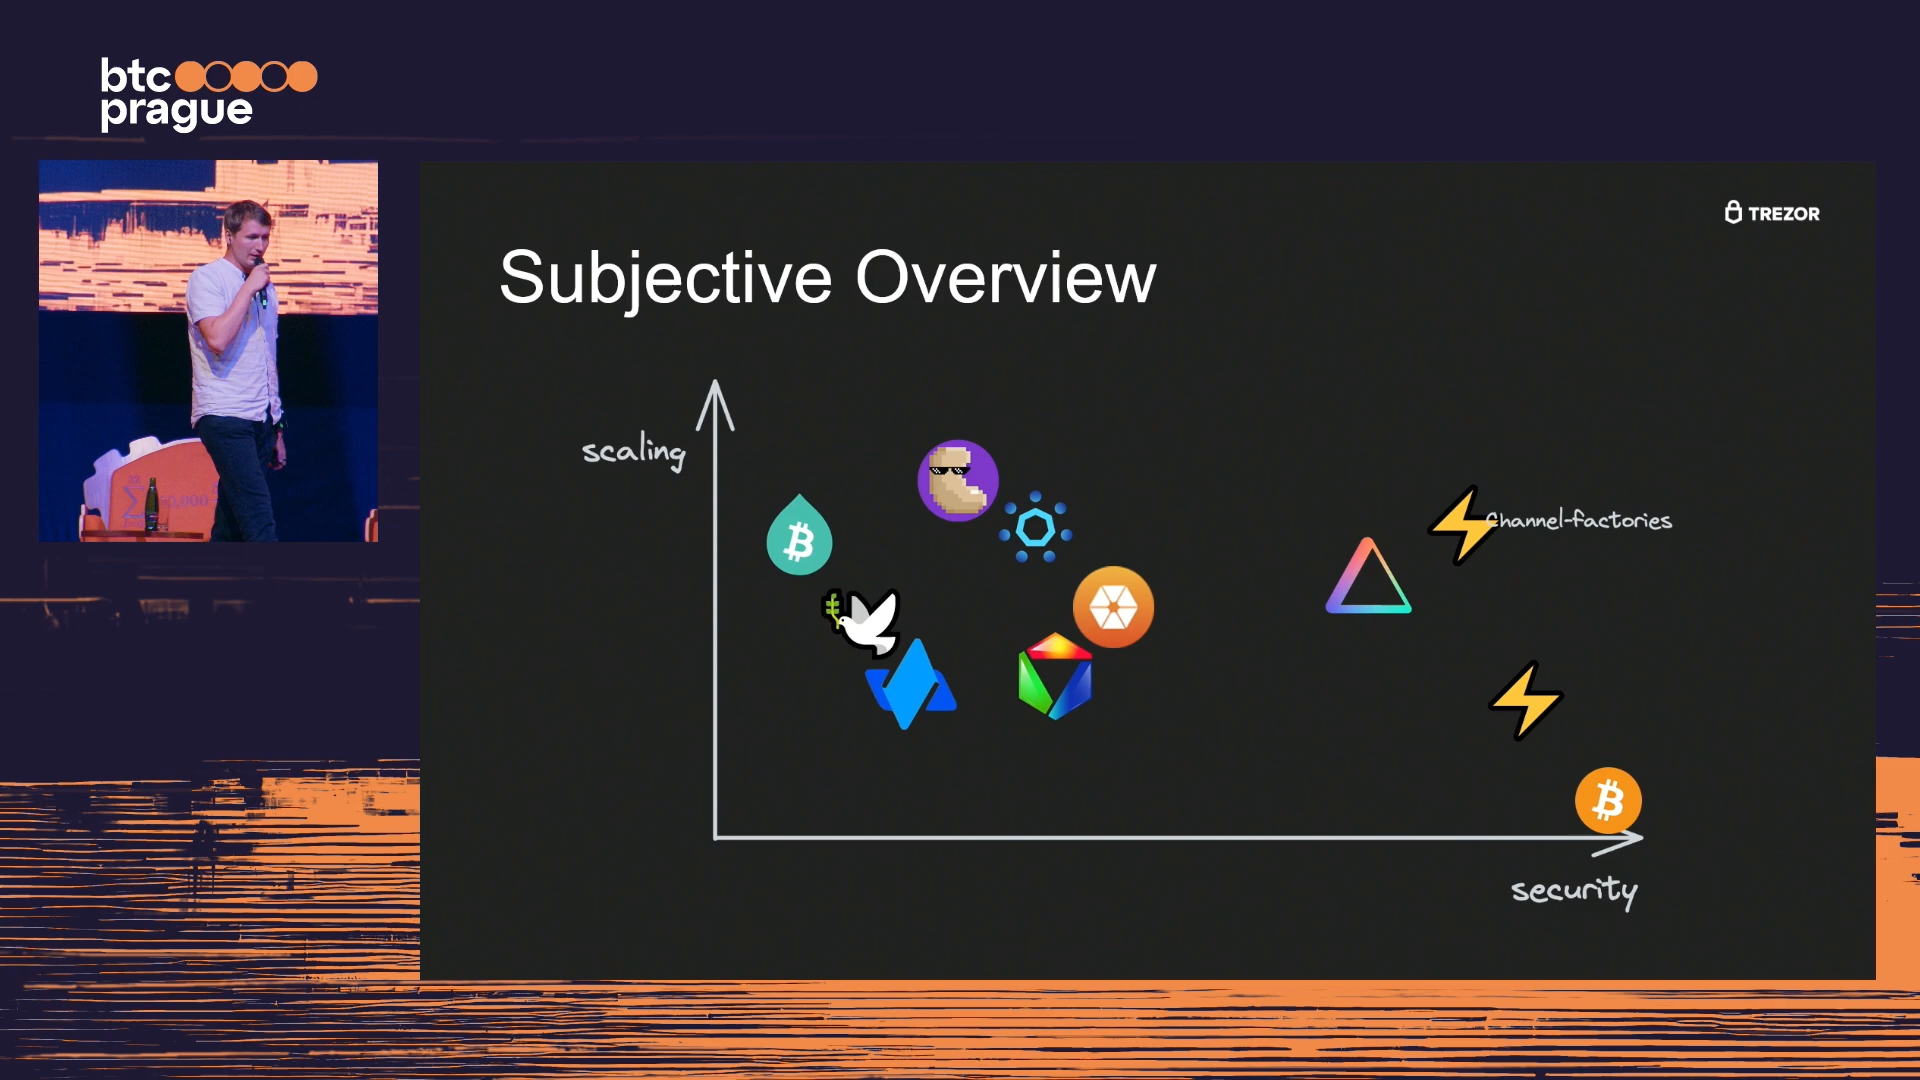 btc
prague
TREZOR
Subjective Overview
scaling
Channel-factories
security